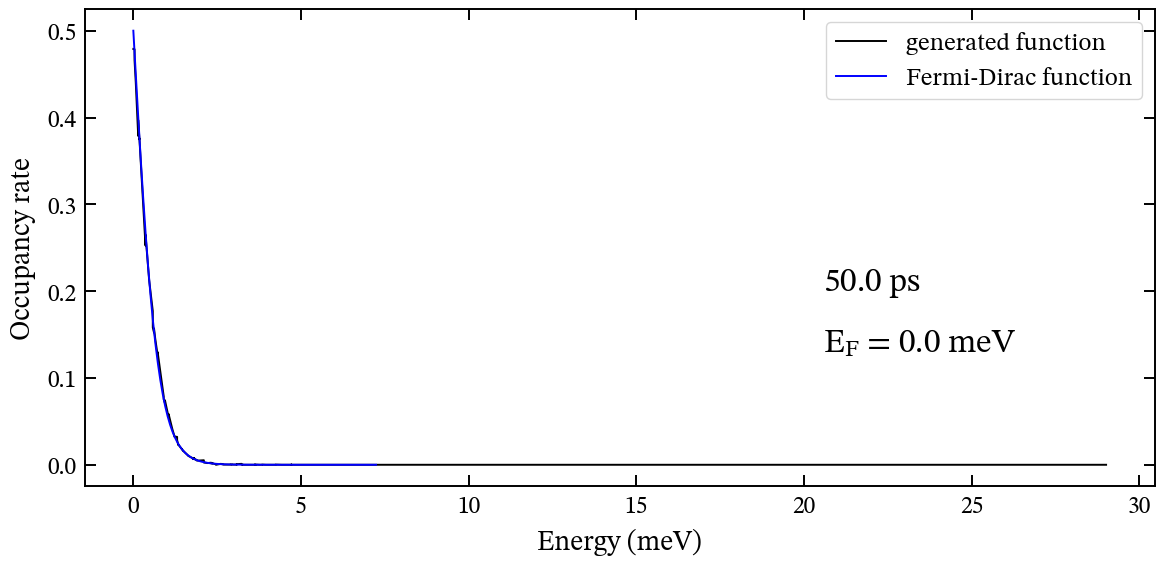 generated function
Fermi-Dirac function
Occupancy rate
0.5
0.4
0.3
0.2
0.1
0.0
50.0 ps
E_F = 0.0 meV
0 5 10 15 20 25 30
Energy (meV)